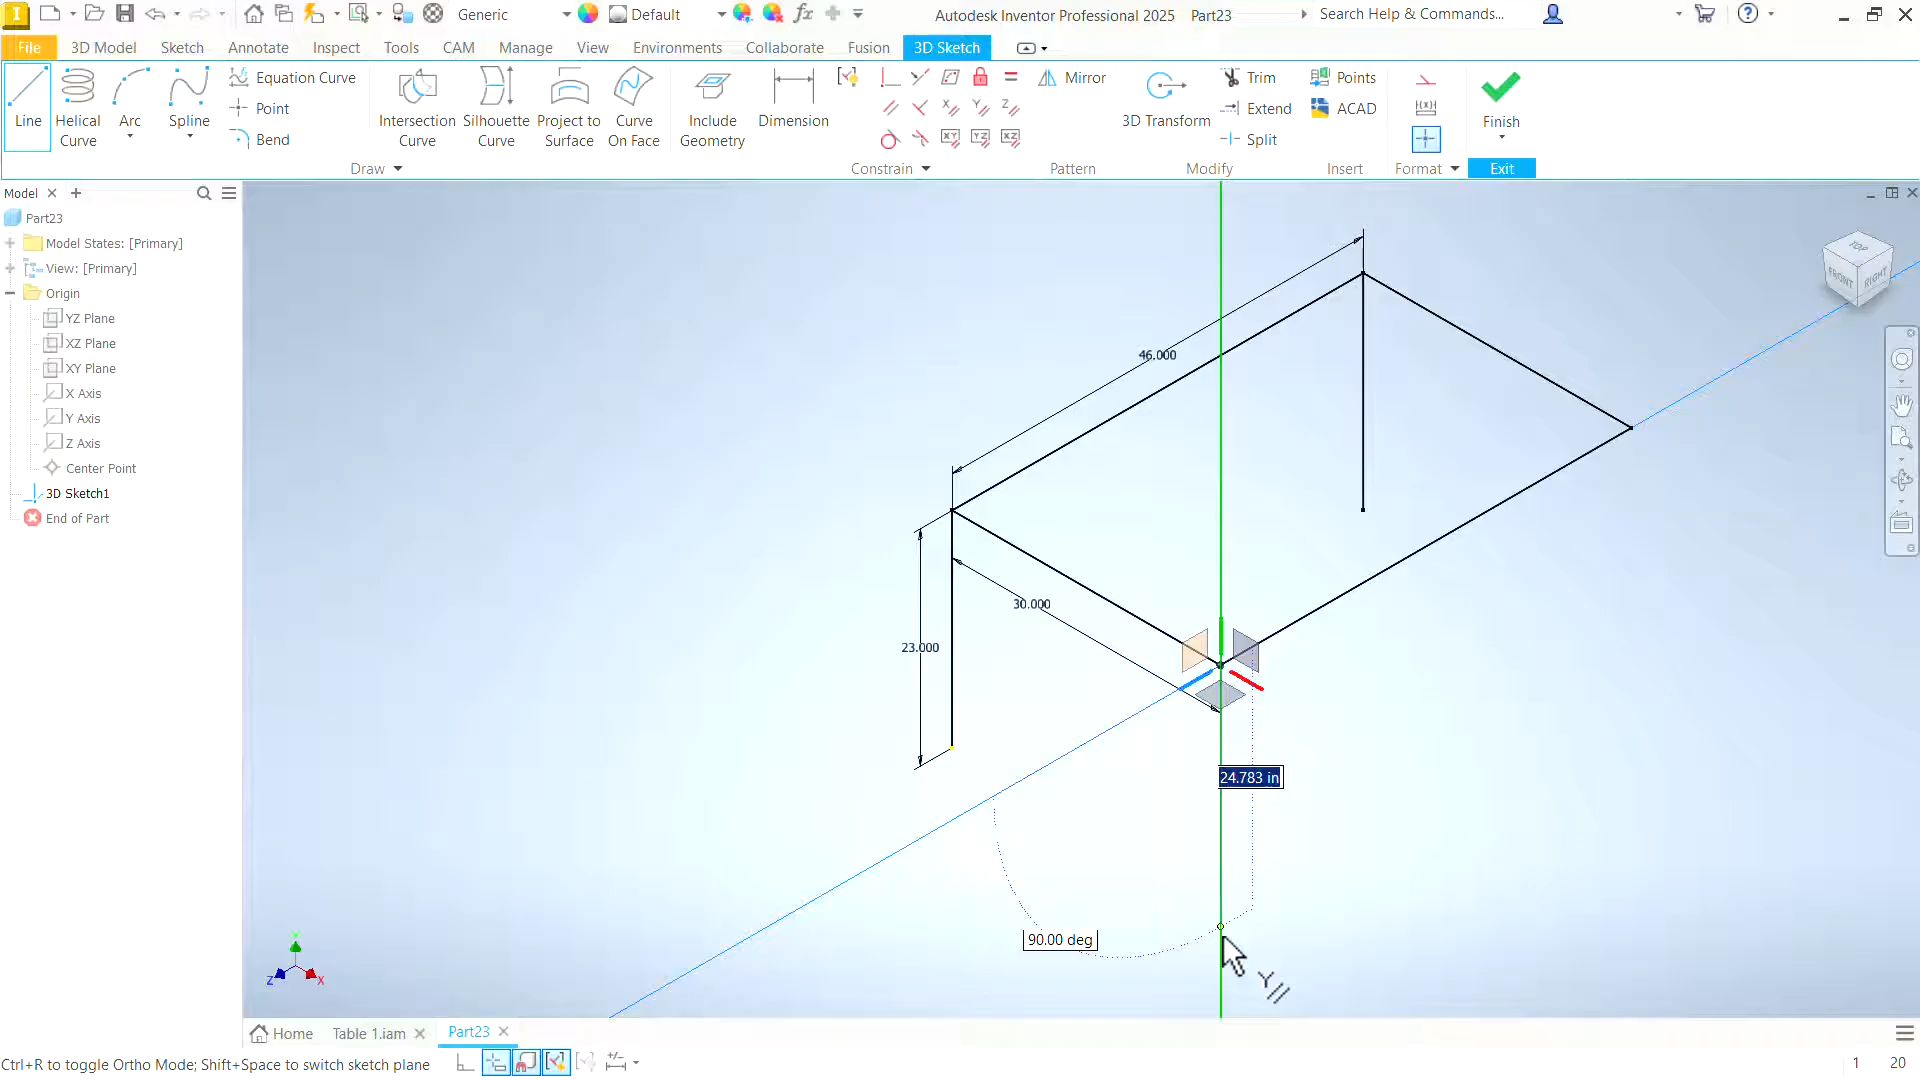 Generic
Default
Autodesk Inventor Professional 2025 Part23
Search Help & Commands...
File 3D Model Sketch Annotate Inspect Tools CAM Manage View Environments Collaborate Fusion 3D Sketch
Line
Helical Curve
Arc
Spline
Equation Curve
Point
Bend
Intersection Curve
Silhouette Curve
Project to Surface
Curve On Face
Include Geometry
Dimension
Mirror
3D Transform
Trim
Extend
Split
Points
ACAD
Finish
Draw Constrain Pattern Modify Insert Format Exit
Model
Part23
Model States: [Primary]
View: [Primary]
Origin
YZ Plane
XZ Plane
XY Plane
X Axis
Y Axis
Z Axis
Center Point
3D Sketch1
End of Part
TOP
FRONT
RIGHT
46.000
30.000
23.000
24.783 in
90.00 deg
Y
Z
X
Home Table 1.iam Part23
Ctrl+R to toggle Ortho Mode; Shift+Space to switch sketch plane
1 20